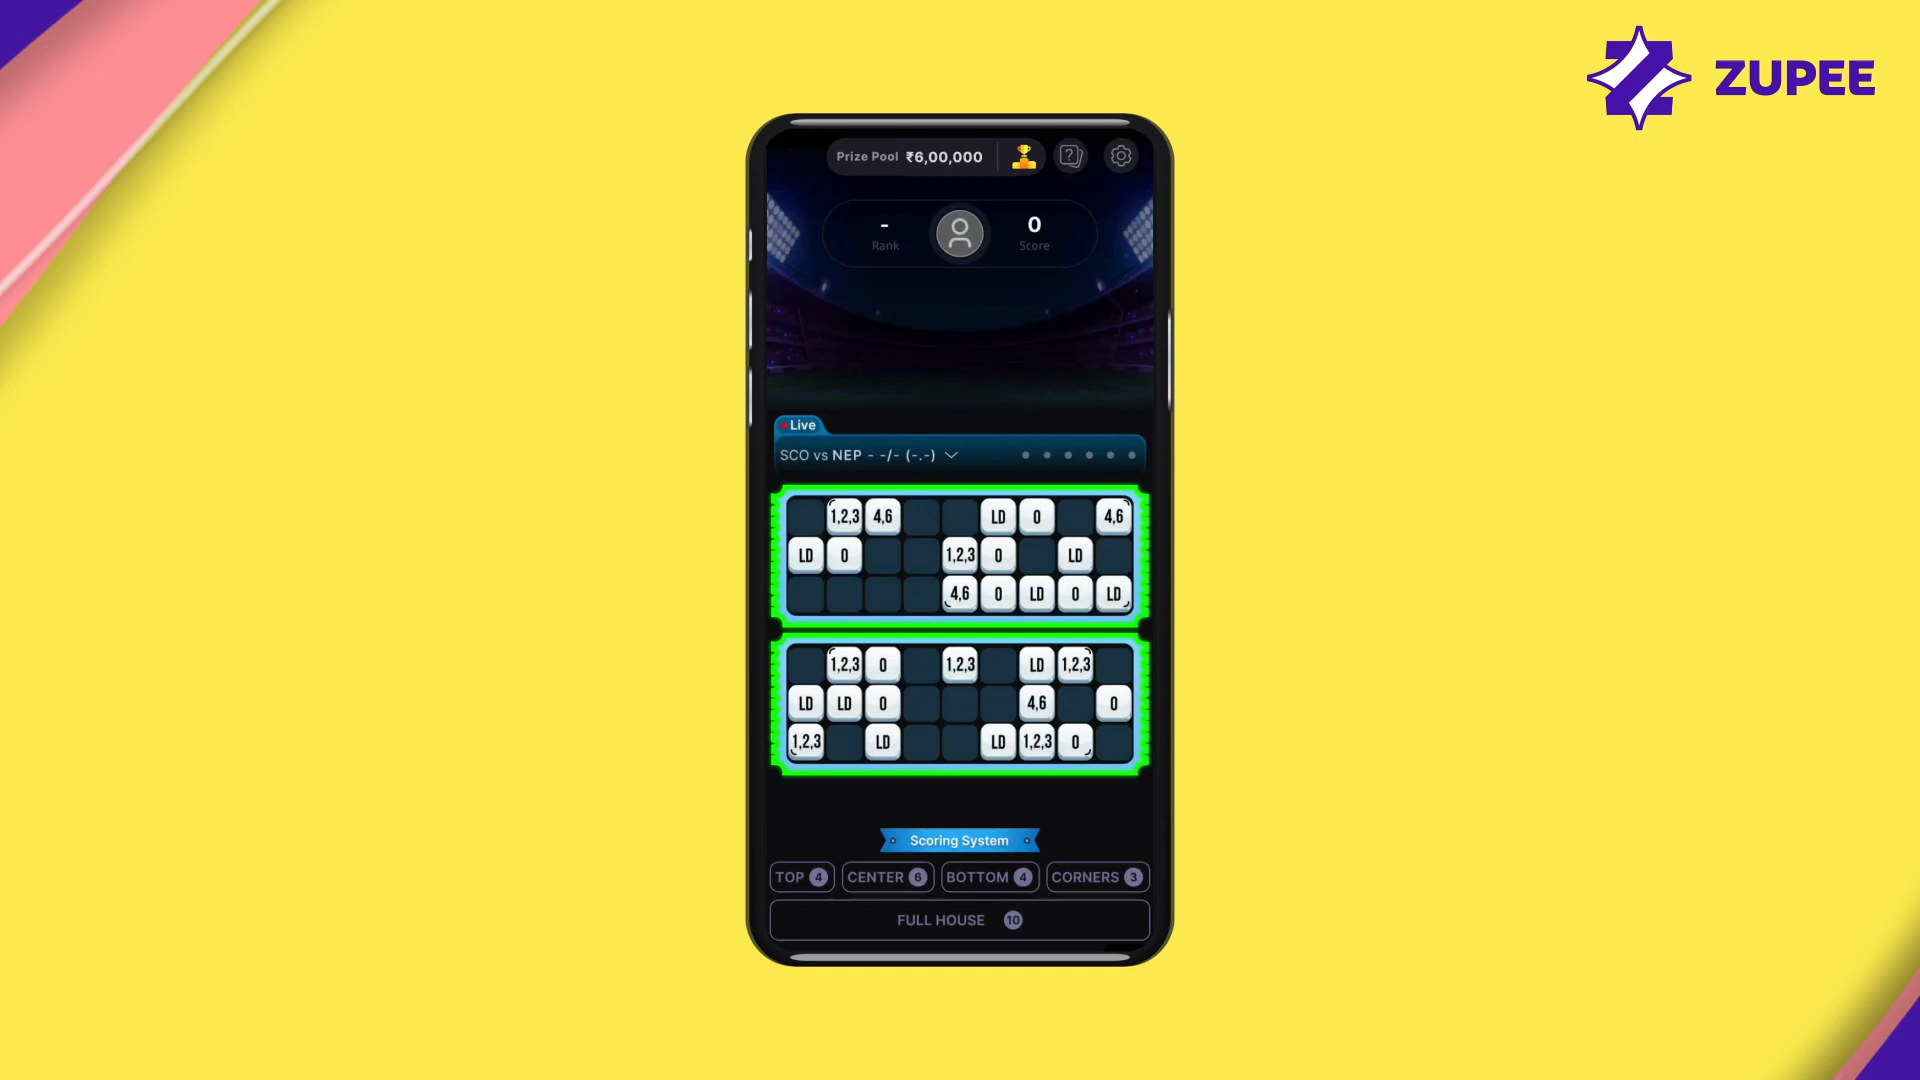 ZUPEE
Prize Pool ₹6,00,000 ?
- 0
Rank Score
Live
SCO vs NEP - -/- (-.-)
1,2,3 4,6 LD 0 4,6
LD 0 1,2,3 0 LD
4,6 0 LD 0 LD
1,2,3 0 1,2,3 LD 1,2,3
LD LD 0 4,6 0
1,2,3 LD LD 1,2,3 0
Scoring System
TOP 4 CENTER 6 BOTTOM 4 CORNERS 3
FULL HOUSE 10